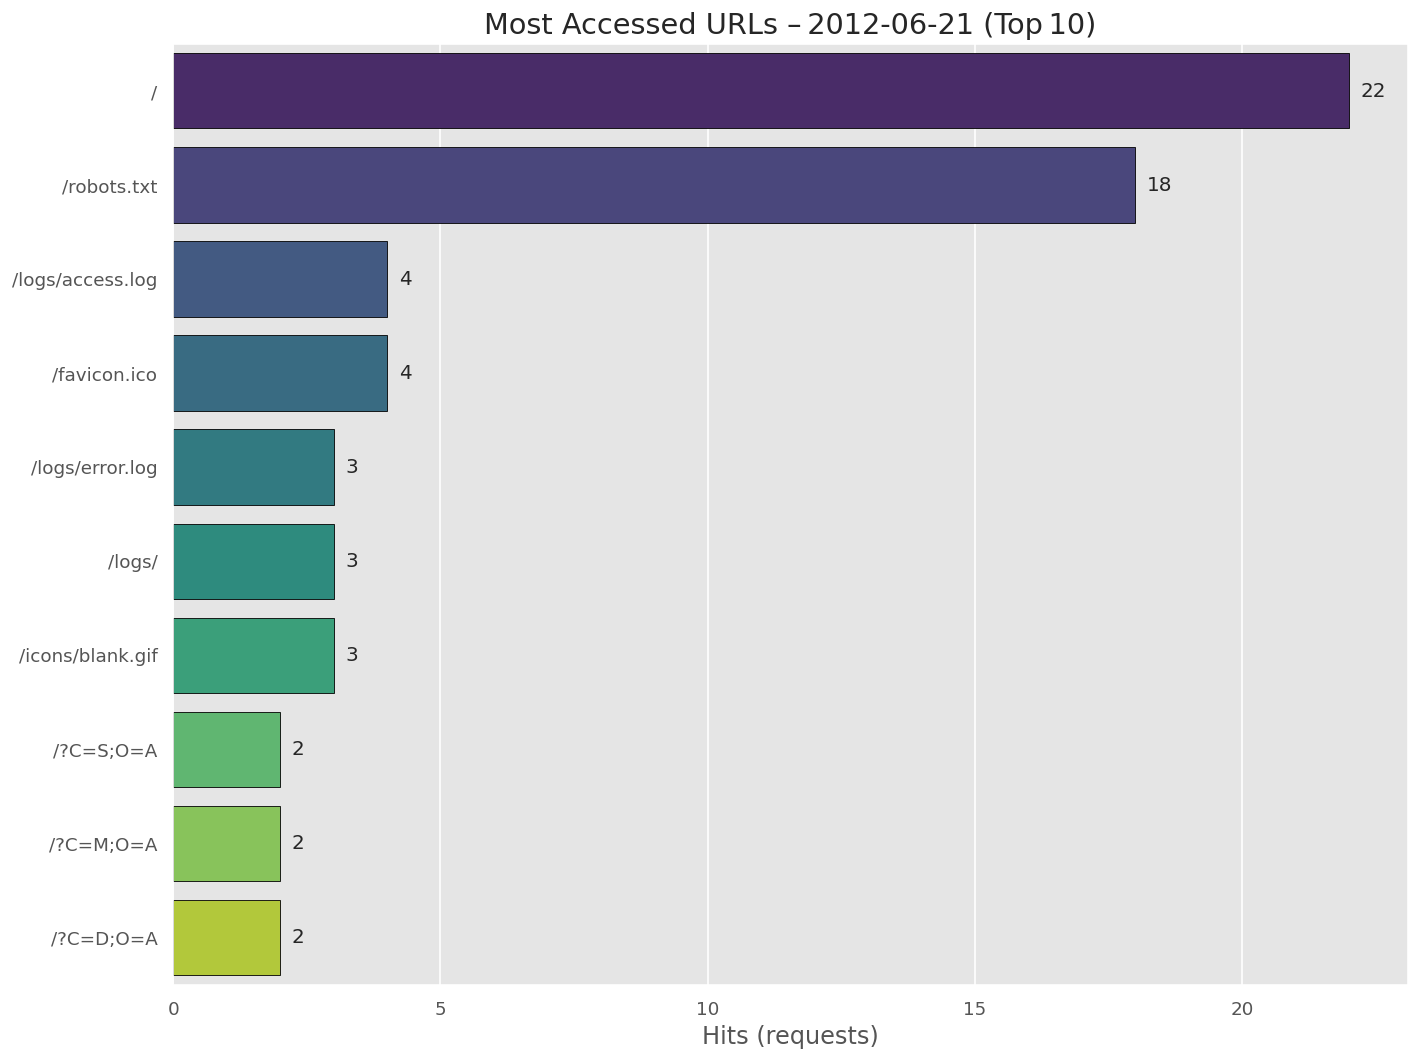 Most Accessed URLs – 2012-06-21 (Top 10)
/ 22
/robots.txt 18
/logs/access.log 4
/favicon.ico 4
/logs/error.log 3
/logs/ 3
/icons/blank.gif 3
/?C=S;O=A 2
/?C=M;O=A 2
/?C=D;O=A 2
0 5 10 15 20
Hits (requests)